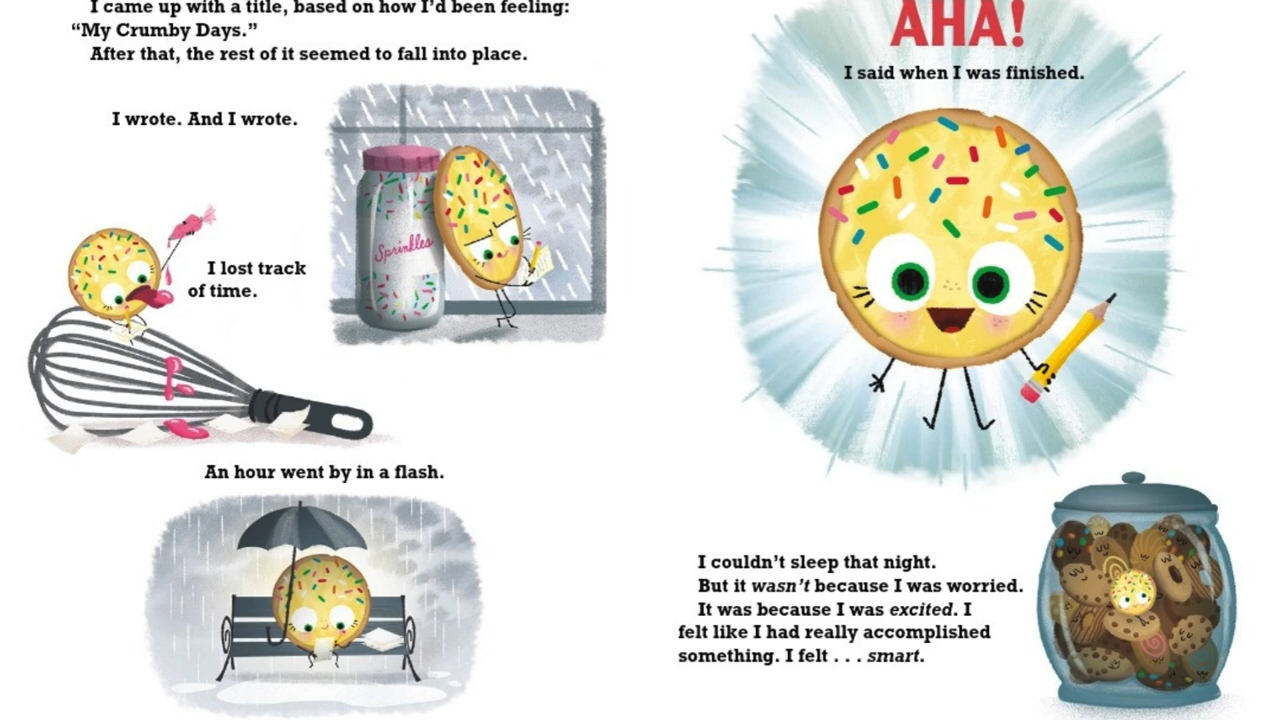 I came up with a title, based on how I’d been feeling:
“My Crumby Days.”
After that, the rest of it seemed to fall into place.
I wrote. And I wrote.
Sprinkles
I lost track
of time.
An hour went by in a flash.
AHA!
I said when I was finished.
I couldn’t sleep that night.
But it wasn’t because I was worried.
It was because I was excited. I
felt like I had really accomplished
something. I felt . . . smart.